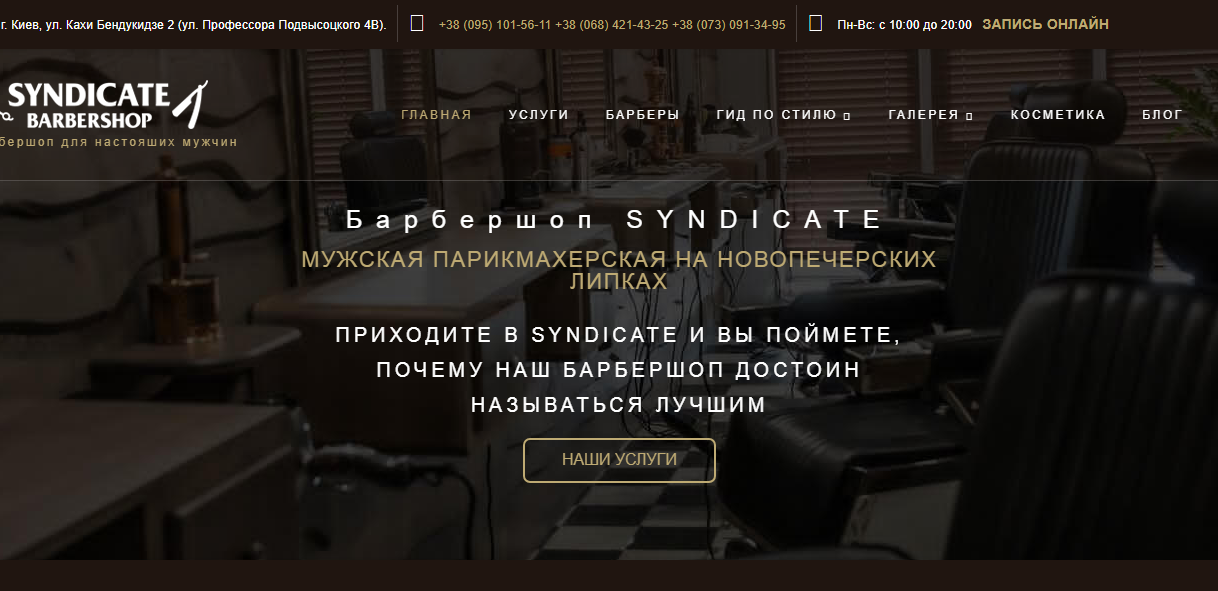 г. Киев, ул. Кахи Бендукидзе 2 (ул. Профессора Подвысоцкого 4В).
+38 (095) 101-56-11 +38 (068) 421-43-25 +38 (073) 091-34-95
Пн-Вс: с 10:00 до 20:00
ЗАПИСЬ ОНЛАЙН
SYNDICATE
BARBERSHOP
бершоп для настояших мужчин
ГЛАВНАЯ УСЛУГИ БАРБЕРЫ ГИД ПО СТИЛЮ ГАЛЕРЕЯ КОСМЕТИКА БЛОГ
Барбершоп SYNDICATE
МУЖСКАЯ ПАРИКМАХЕРСКАЯ НА НОВОПЕЧЕРСКИХ
ЛИПКАХ
ПРИХОДИТЕ В SYNDICATE И ВЫ ПОЙМЕТЕ,
ПОЧЕМУ НАШ БАРБЕРШОП ДОСТОИН
НАЗЫВАТЬСЯ ЛУЧШИМ
НАШИ УСЛУГИ